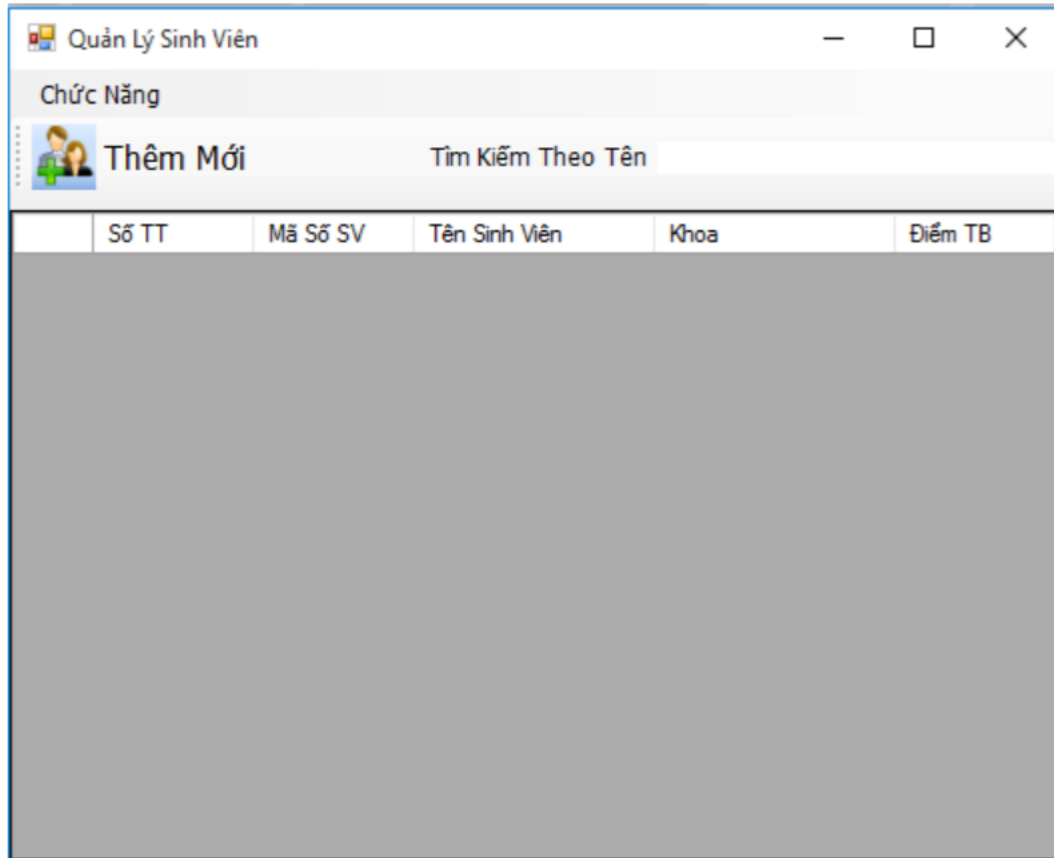 Quản Lý Sinh Viên
Chức Năng
Thêm Mới Tìm Kiếm Theo Tên
Số TT Mã Số SV Tên Sinh Viên Khoa Điểm TB